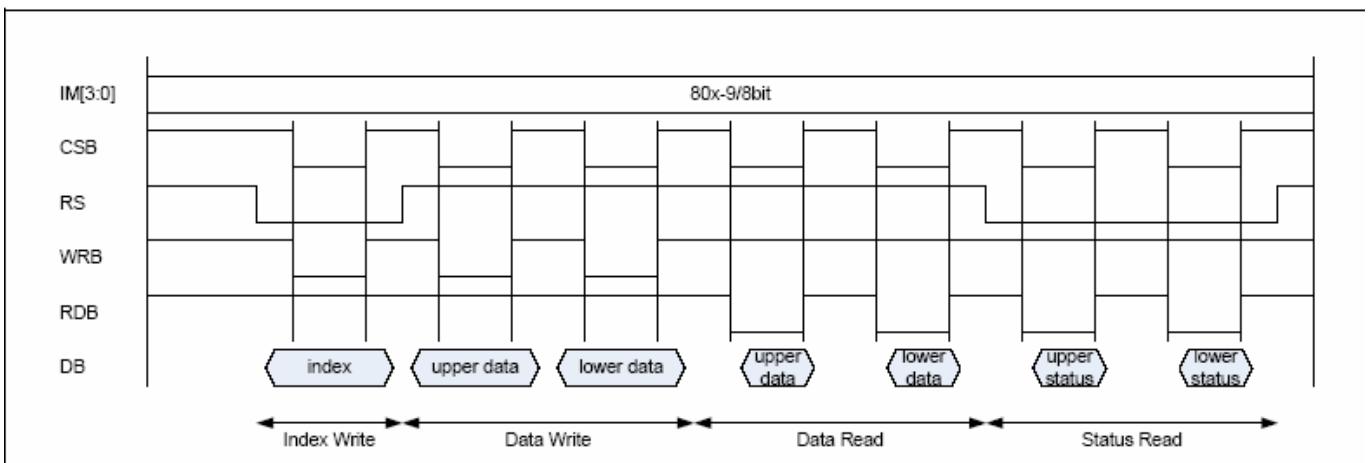 IM[3:0]
80x-9/8bit
CSB
RS
WRB
RDB
DB
index
upper data
lower data
upper
data
lower
data
upper
status
lower
status
Index Write
Data Write
Data Read
Status Read